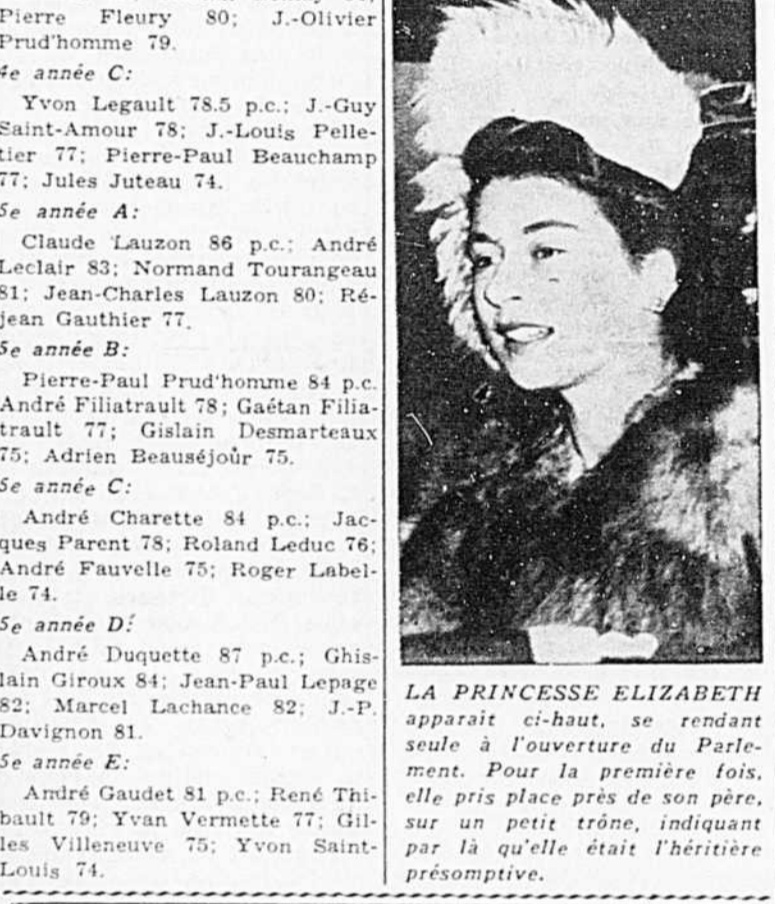 Pierre Fleury 80; J.-Olivier
Prud'homme 79.
4e année C:
Yvon Legault 78.5 p.c.; J.-Guy
Saint-Amour 78; J.-Louis Pelle-
tier 77; Pierre-Paul Beauchamp
77; Jules Juteau 74.
5e année A:
Claude Lauzon 86 p.c.; André
Leclair 83; Normand Tourangeau
81; Jean-Charles Lauzon 80; Ré-
jean Gauthier 77.
5e année B:
Pierre-Paul Prud'homme 84 p.c.
André Filiatrault 78; Gaétan Filia-
trault 77; Gislain Desmarteaux
75; Adrien Beauséjour 75.
5e année C:
André Charette 84 p.c.; Jac-
ques Parent 78; Roland Leduc 76;
André Fauvelle 75; Roger Label-
le 74.
5e année D:
André Duquette 87 p.c.; Ghis-
lain Giroux 84; Jean-Paul Lepage
82; Marcel Lachance 82; J.-P.
Davignon 81.
5e année E:
André Gaudet 81 p.c.; René Thi-
bault 79; Yvan Vermette 77; Gil-
les Villeneuve 75; Yvon Saint-
Louis 74.
LA PRINCESSE ELIZABETH
apparait ci-haut, se rendant
seule à l'ouverture du Parle-
ment. Pour la première fois,
elle pris place près de son père,
sur un petit trône, indiquant
par là qu'elle était l'héritière
présomptive.